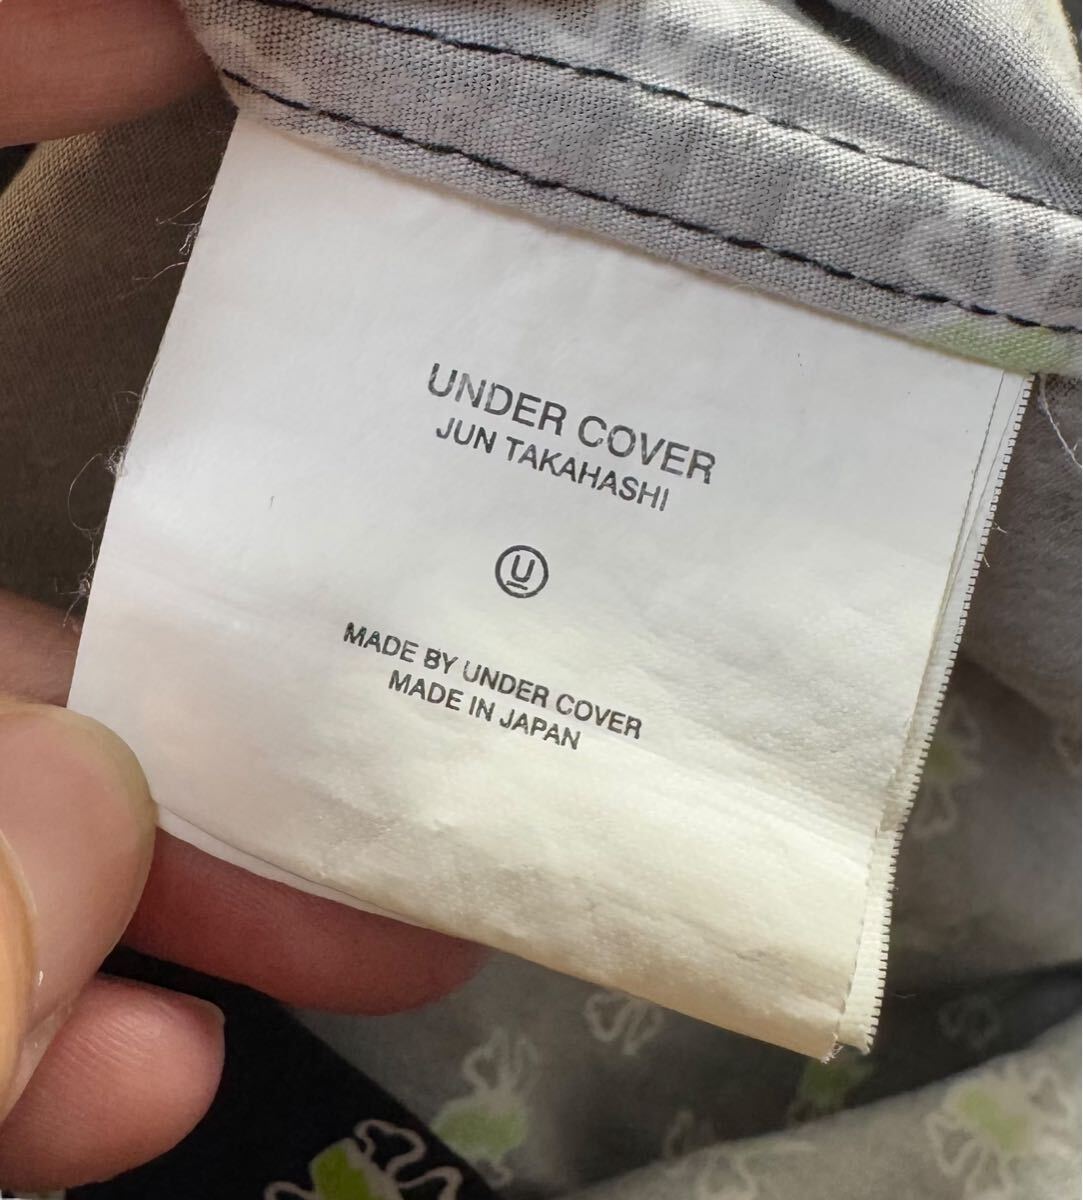 UNDER COVER
JUN TAKAHASHI
U
MADE BY UNDER COVER
MADE IN JAPAN